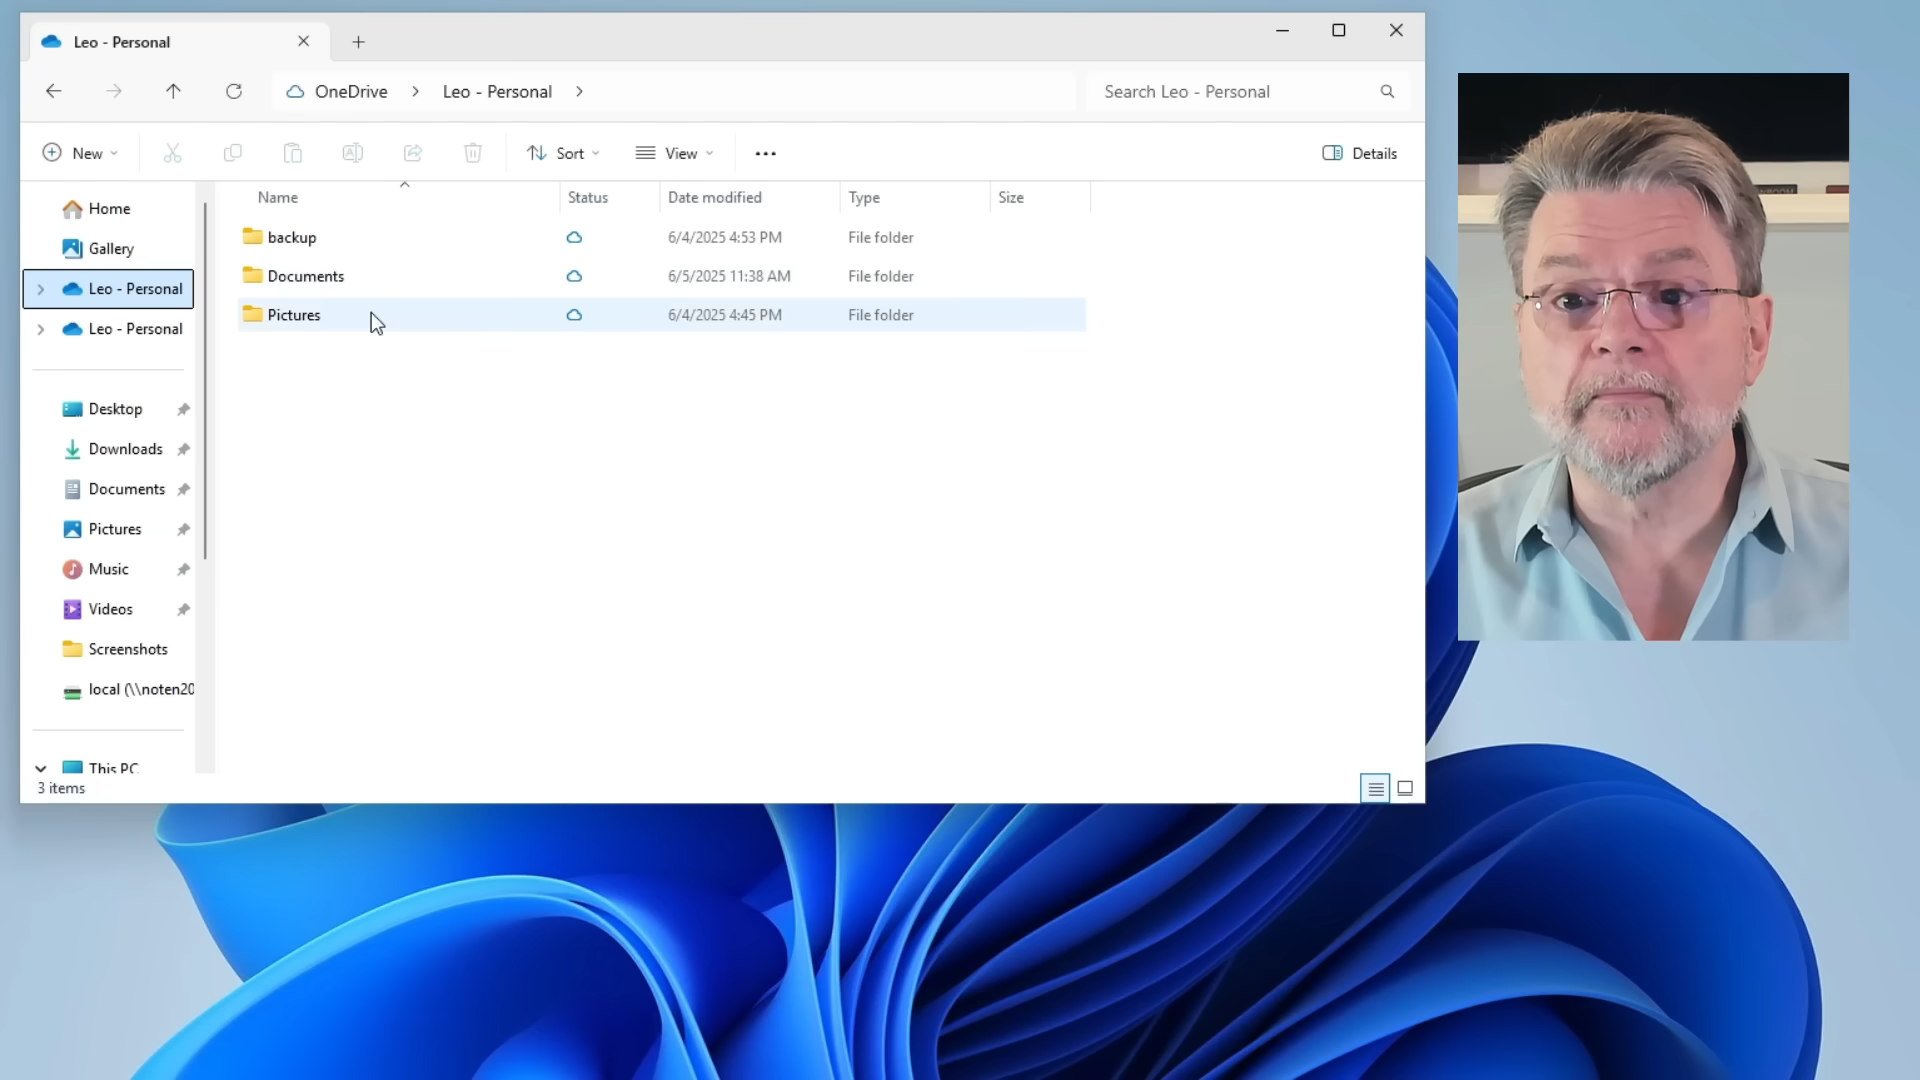 Leo - Personal
OneDrive > Leo - Personal >
Search Leo - Personal
New
Sort
View
Details
Name Status Date modified Type Size
backup 6/4/2025 4:53 PM File folder
Documents 6/5/2025 11:38 AM File folder
Pictures 6/4/2025 4:45 PM File folder
Home
Gallery
Leo - Personal
Leo - Personal
Desktop
Downloads
Documents
Pictures
Music
Videos
Screenshots
local (\\noten20
This PC
3 items